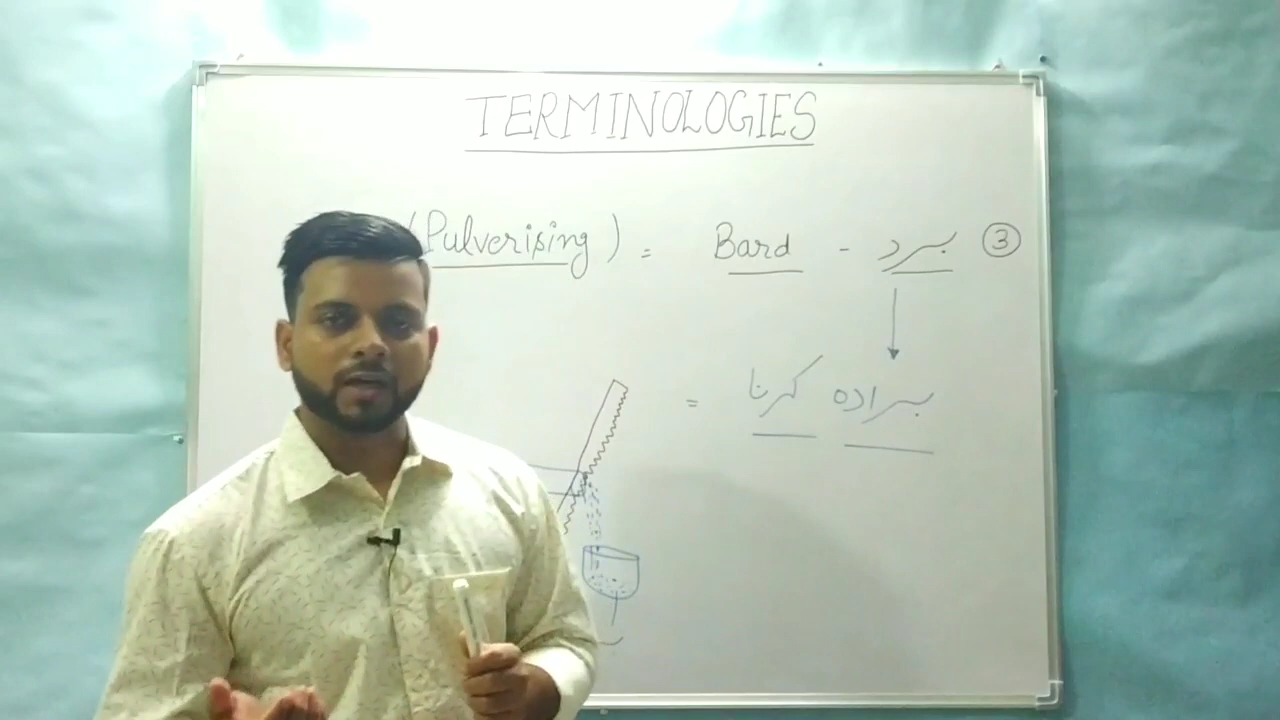 TERMINOLOGIES
(Pulverising) = Bard - برد ③
= برادہ کرنا